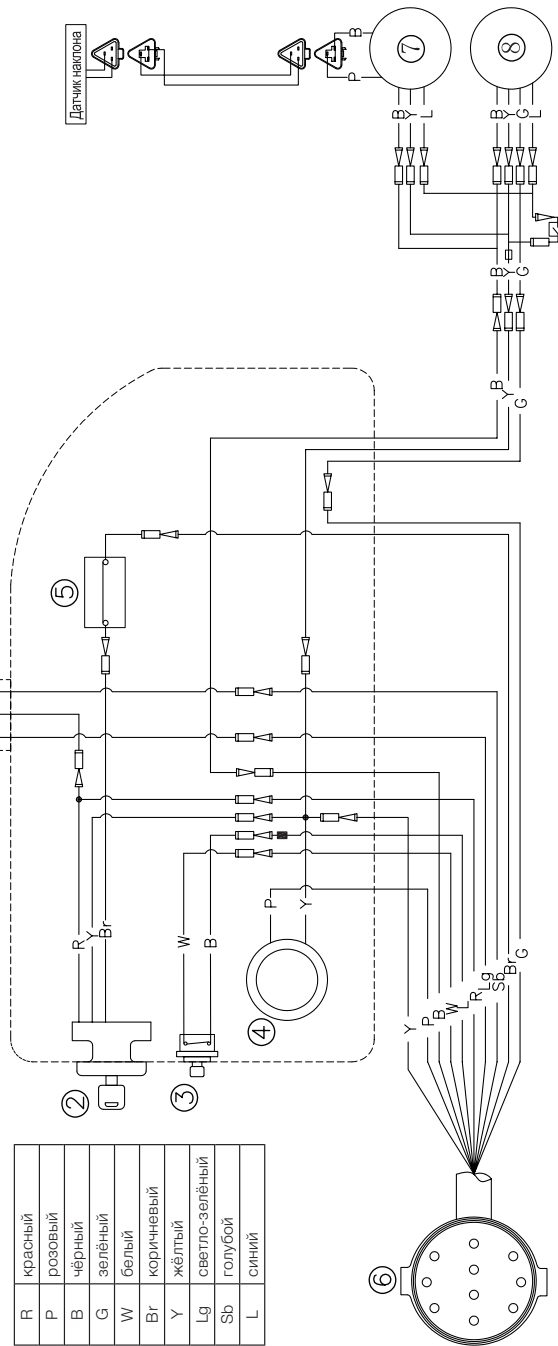 Датчик наклона
P
B
⑦
⑧
B
Y
L
B
Y
G
L
B
Y
G
B
Y
G
⑤
R
Y
Br
②
W
B
③
P
Y
④
Y
P
B
W
L
R
Lg
Sb
Br
G
⑥
R красный
P розовый
B чёрный
G зелёный
W белый
Br коричневый
Y жёлтый
Lg светло-зелёный
Sb голубой
L синий